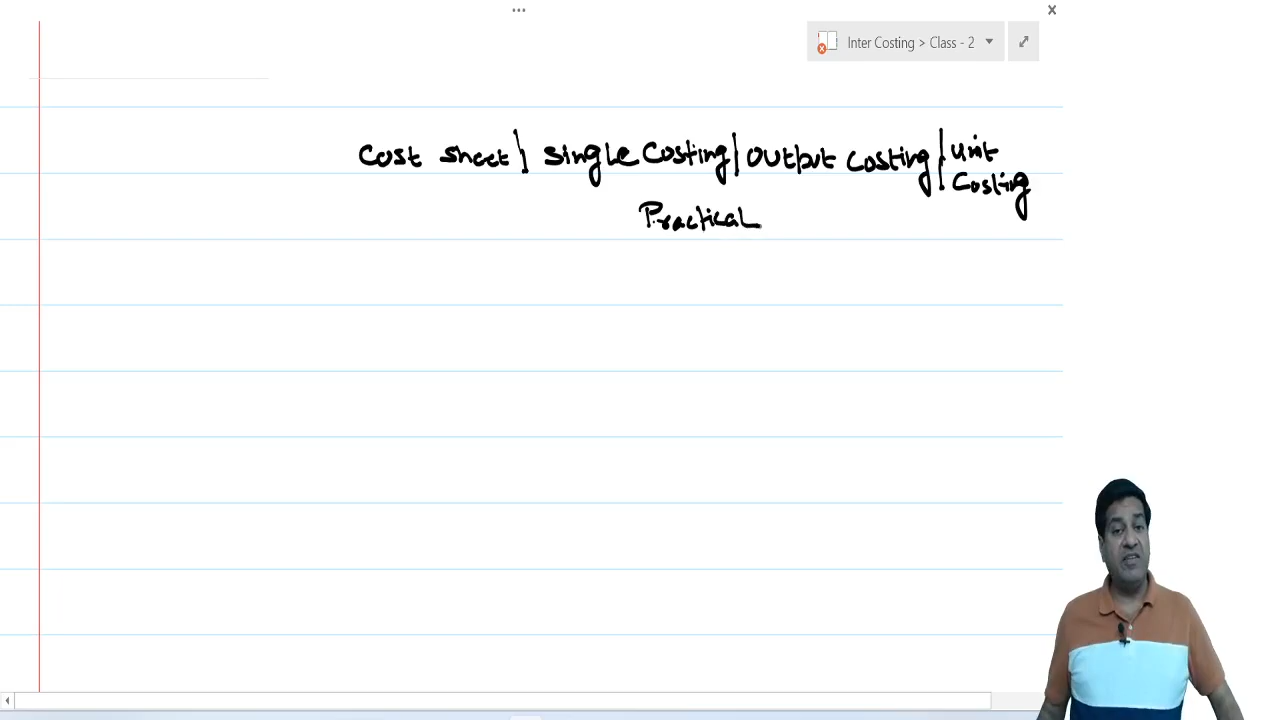 Inter Costing > Class - 2
Cost sheet | Single Costing | Output Costing | Unit
Costing
Practical